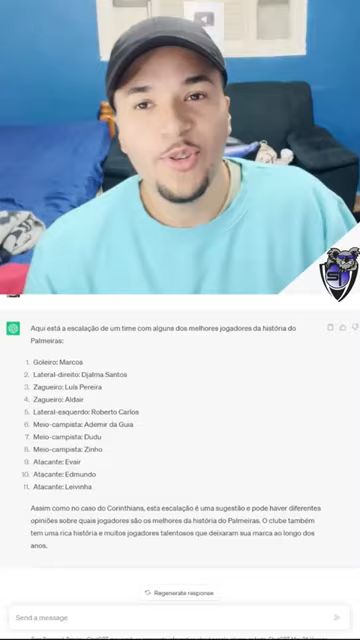 ST
Aqui está a escalação de um time com alguns dos melhores jogadores da história do
Palmeiras:
1. Goleiro: Marcos
2. Lateral-direito: Djalma Santos
3. Zagueiro: Luís Pereira
4. Zagueiro: Aldair
5. Lateral-esquerdo: Roberto Carlos
6. Meio-campista: Ademir da Guia
7. Meio-campista: Dudu
8. Meio-campista: Zinho
9. Atacante: Evair
10. Atacante: Edmundo
11. Atacante: Leivinha
Assim como no caso do Corinthians, esta escalação é uma sugestão e pode haver diferentes
opiniões sobre quais jogadores são os melhores da história do Palmeiras. O clube também
tem uma rica história e muitos jogadores talentosos que deixaram sua marca ao longo dos
anos.
Regenerate response
Send a message